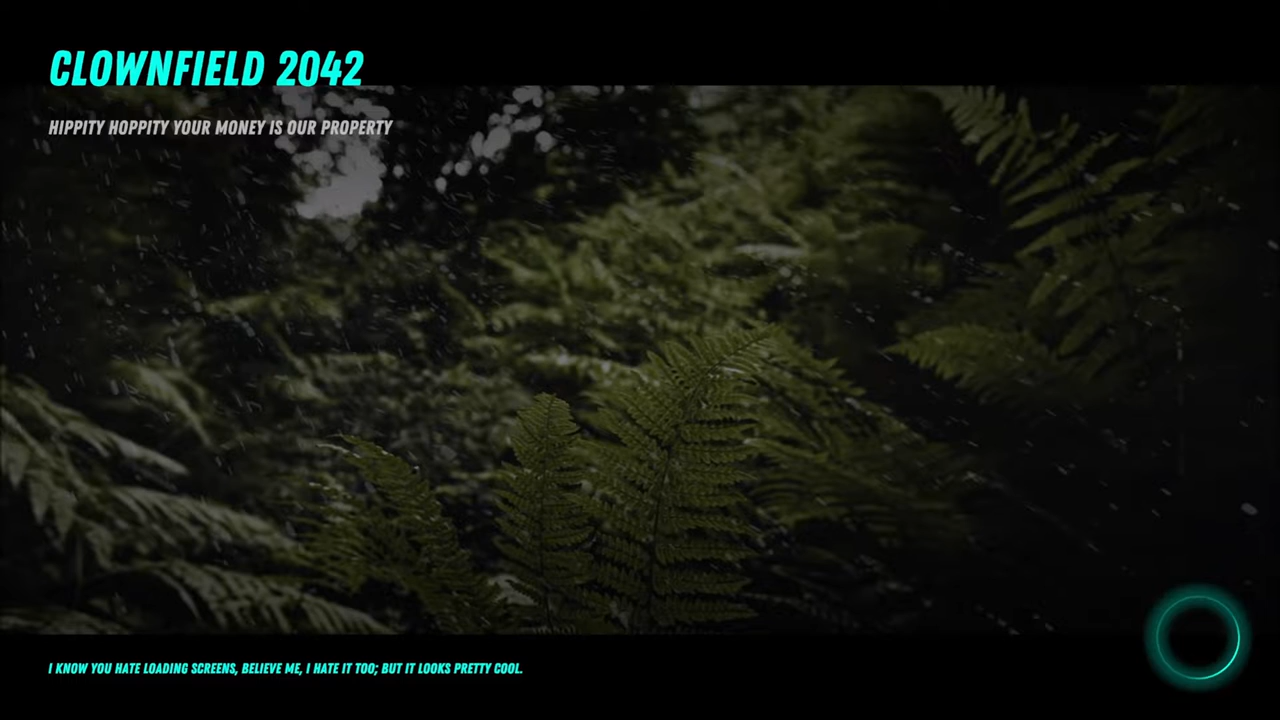 CLOWNFIELD 2042
HIPPITY HOPPITY YOUR MONEY IS OUR PROPERTY
I KNOW YOU HATE LOADING SCREENS, BELIEVE ME, I HATE IT TOO; BUT IT LOOKS PRETTY COOL.